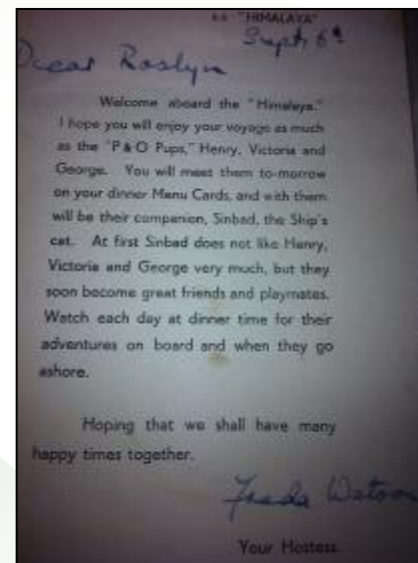 s.s "HIMALAYA"
Sept. 6th
Dear Roslyn
Welcome aboard the "Himalaya."
I hope you will enjoy your voyage as much
as the "P & O Pups," Henry, Victoria and
George. You will meet them to-morrow
on your dinner Menu Cards, and with them
will be their companion, Sinbad, the Ship's
cat. At first Sinbad does not like Henry,
Victoria and George very much, but they
soon become great friends and playmates.
Watch each day at dinner time for their
adventures on board and when they go
ashore.
Hoping that we shall have many
happy times together.
Freda Watson
Your Hostess